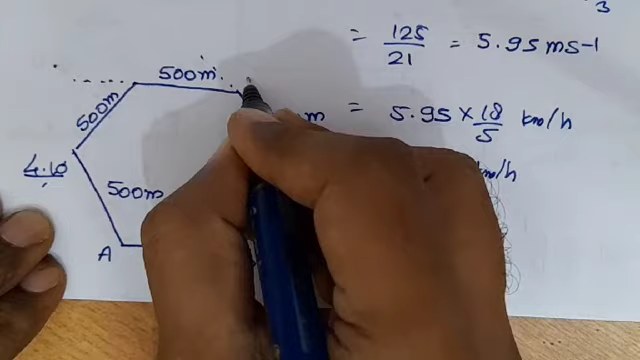 3
= 125/21 = 5.95 ms-1
500m
500m
m
= 5.95 × 18/5 km/h
4.10
km/h
500m
A